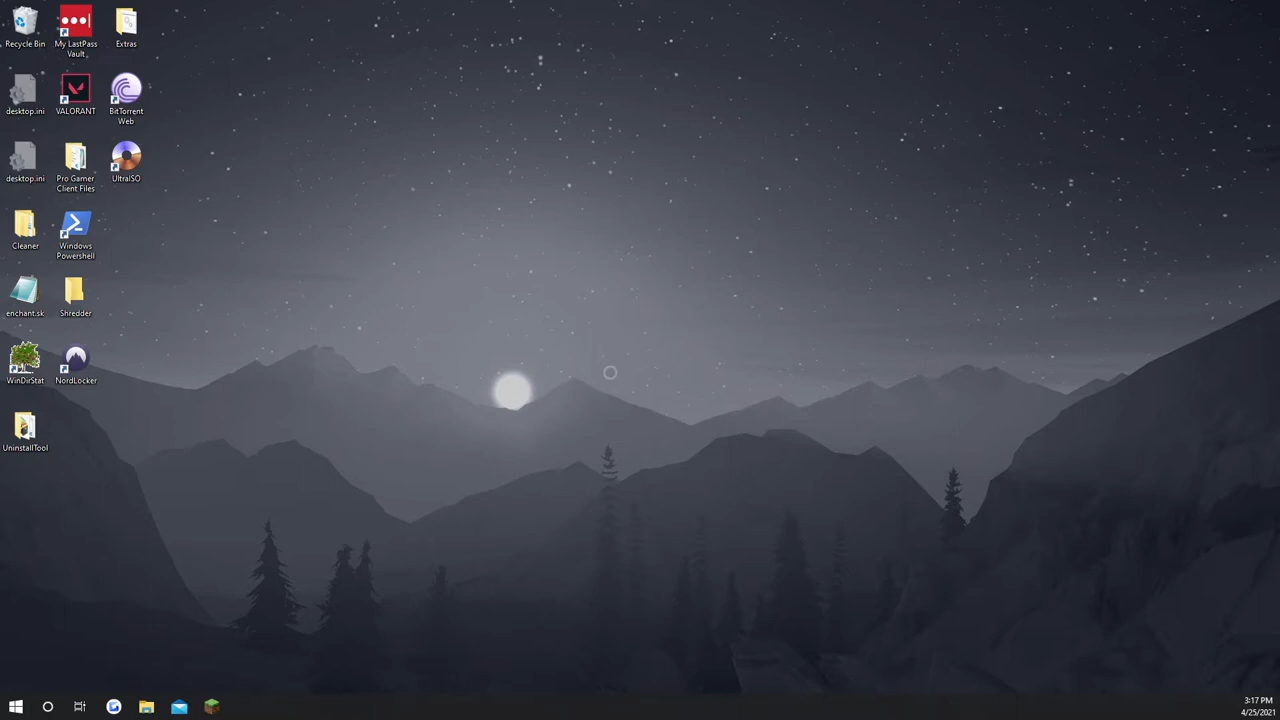 Recycle Bin
My LastPass
Vault
Extras
desktop.ini
VALORANT
BitTorrent
Web
desktop.ini
Pro Gamer
Client Files
UltraISO
Cleaner
Windows
Powershell
enchant.sk
Shredder
WinDirStat
NordLocker
UninstallTool
3:17 PM
4/25/2021